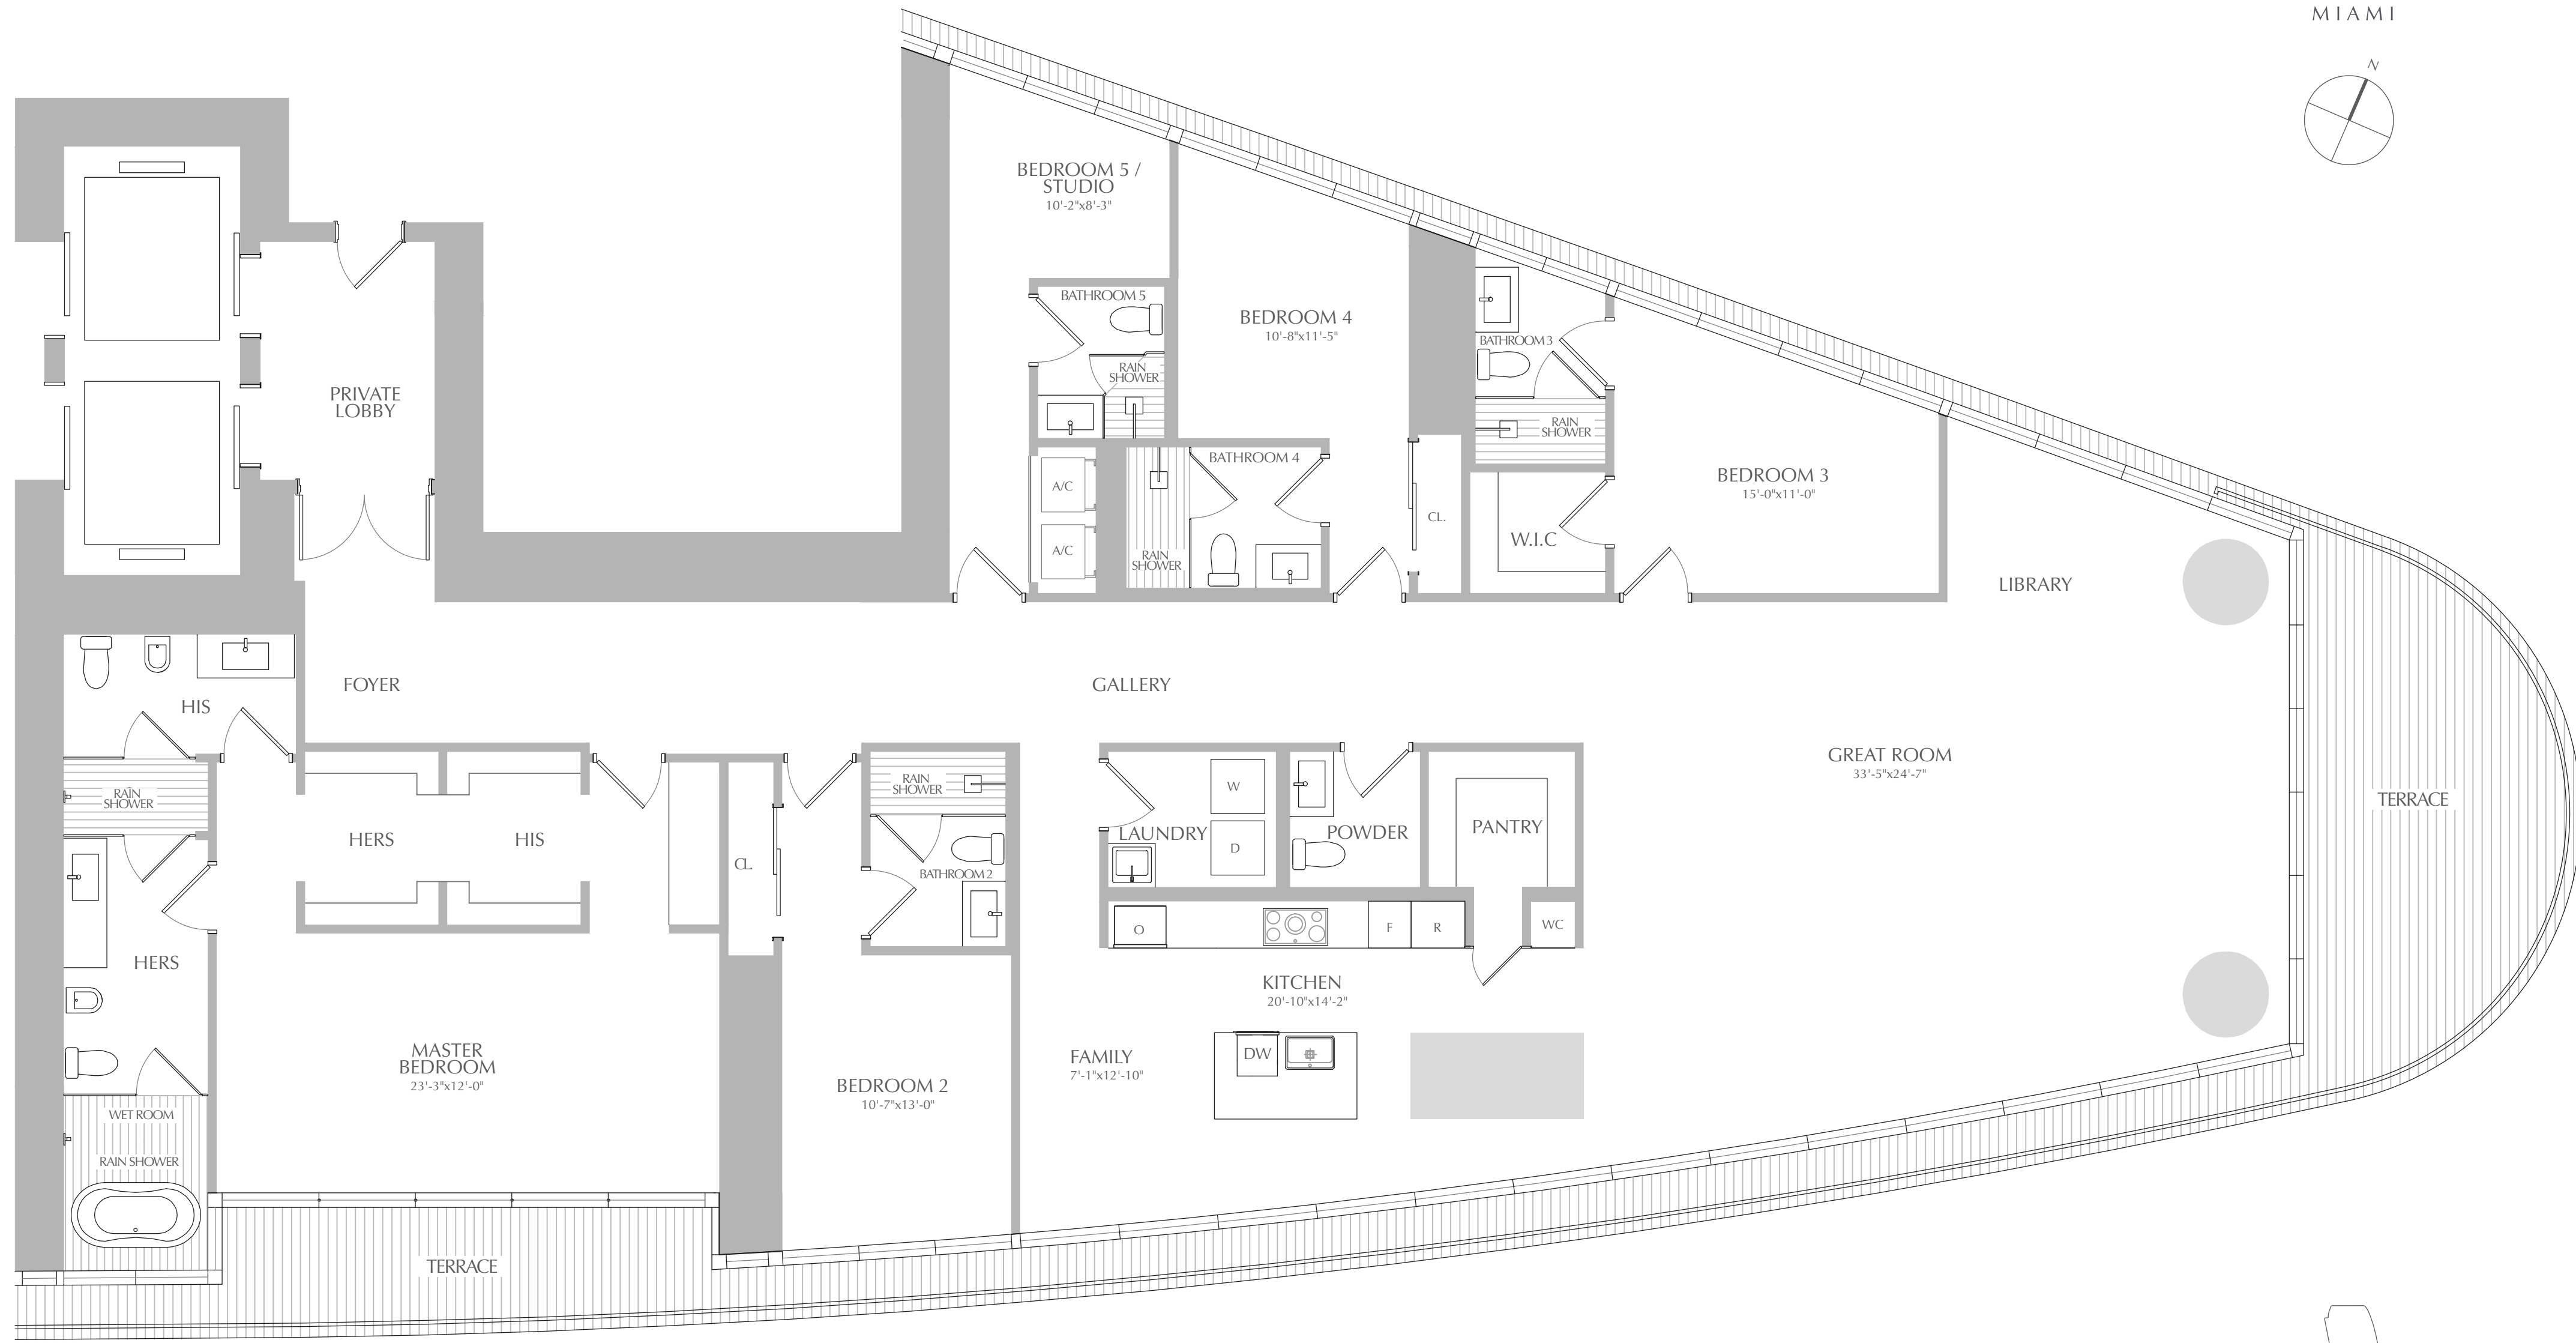 MIAMI
N
BEDROOM 5 /
STUDIO
10'-2"x8'-3"
BATHROOM 5
RAIN
SHOWER
BEDROOM 4
10'-8"x11'-5"
BATHROOM 3
RAIN
SHOWER
PRIVATE
LOBBY
A/C
A/C
BATHROOM 4
RAIN
SHOWER
CL.
W.I.C
BEDROOM 3
15'-0"x11'-0"
LIBRARY
HIS
FOYER
GALLERY
RAIN
SHOWER
HERS
HIS
CL.
RAIN
SHOWER
BATHROOM 2
W
D
LAUNDRY
POWDER
PANTRY
GREAT ROOM
33'-5"x24'-7"
TERRACE
HERS
O
F
R
WC
KITCHEN
20'-10"x14'-2"
MASTER
BEDROOM
23'-3"x12'-0"
BEDROOM 2
10'-7"x13'-0"
FAMILY
7'-1"x12'-10"
DW
WET ROOM
RAIN SHOWER
TERRACE